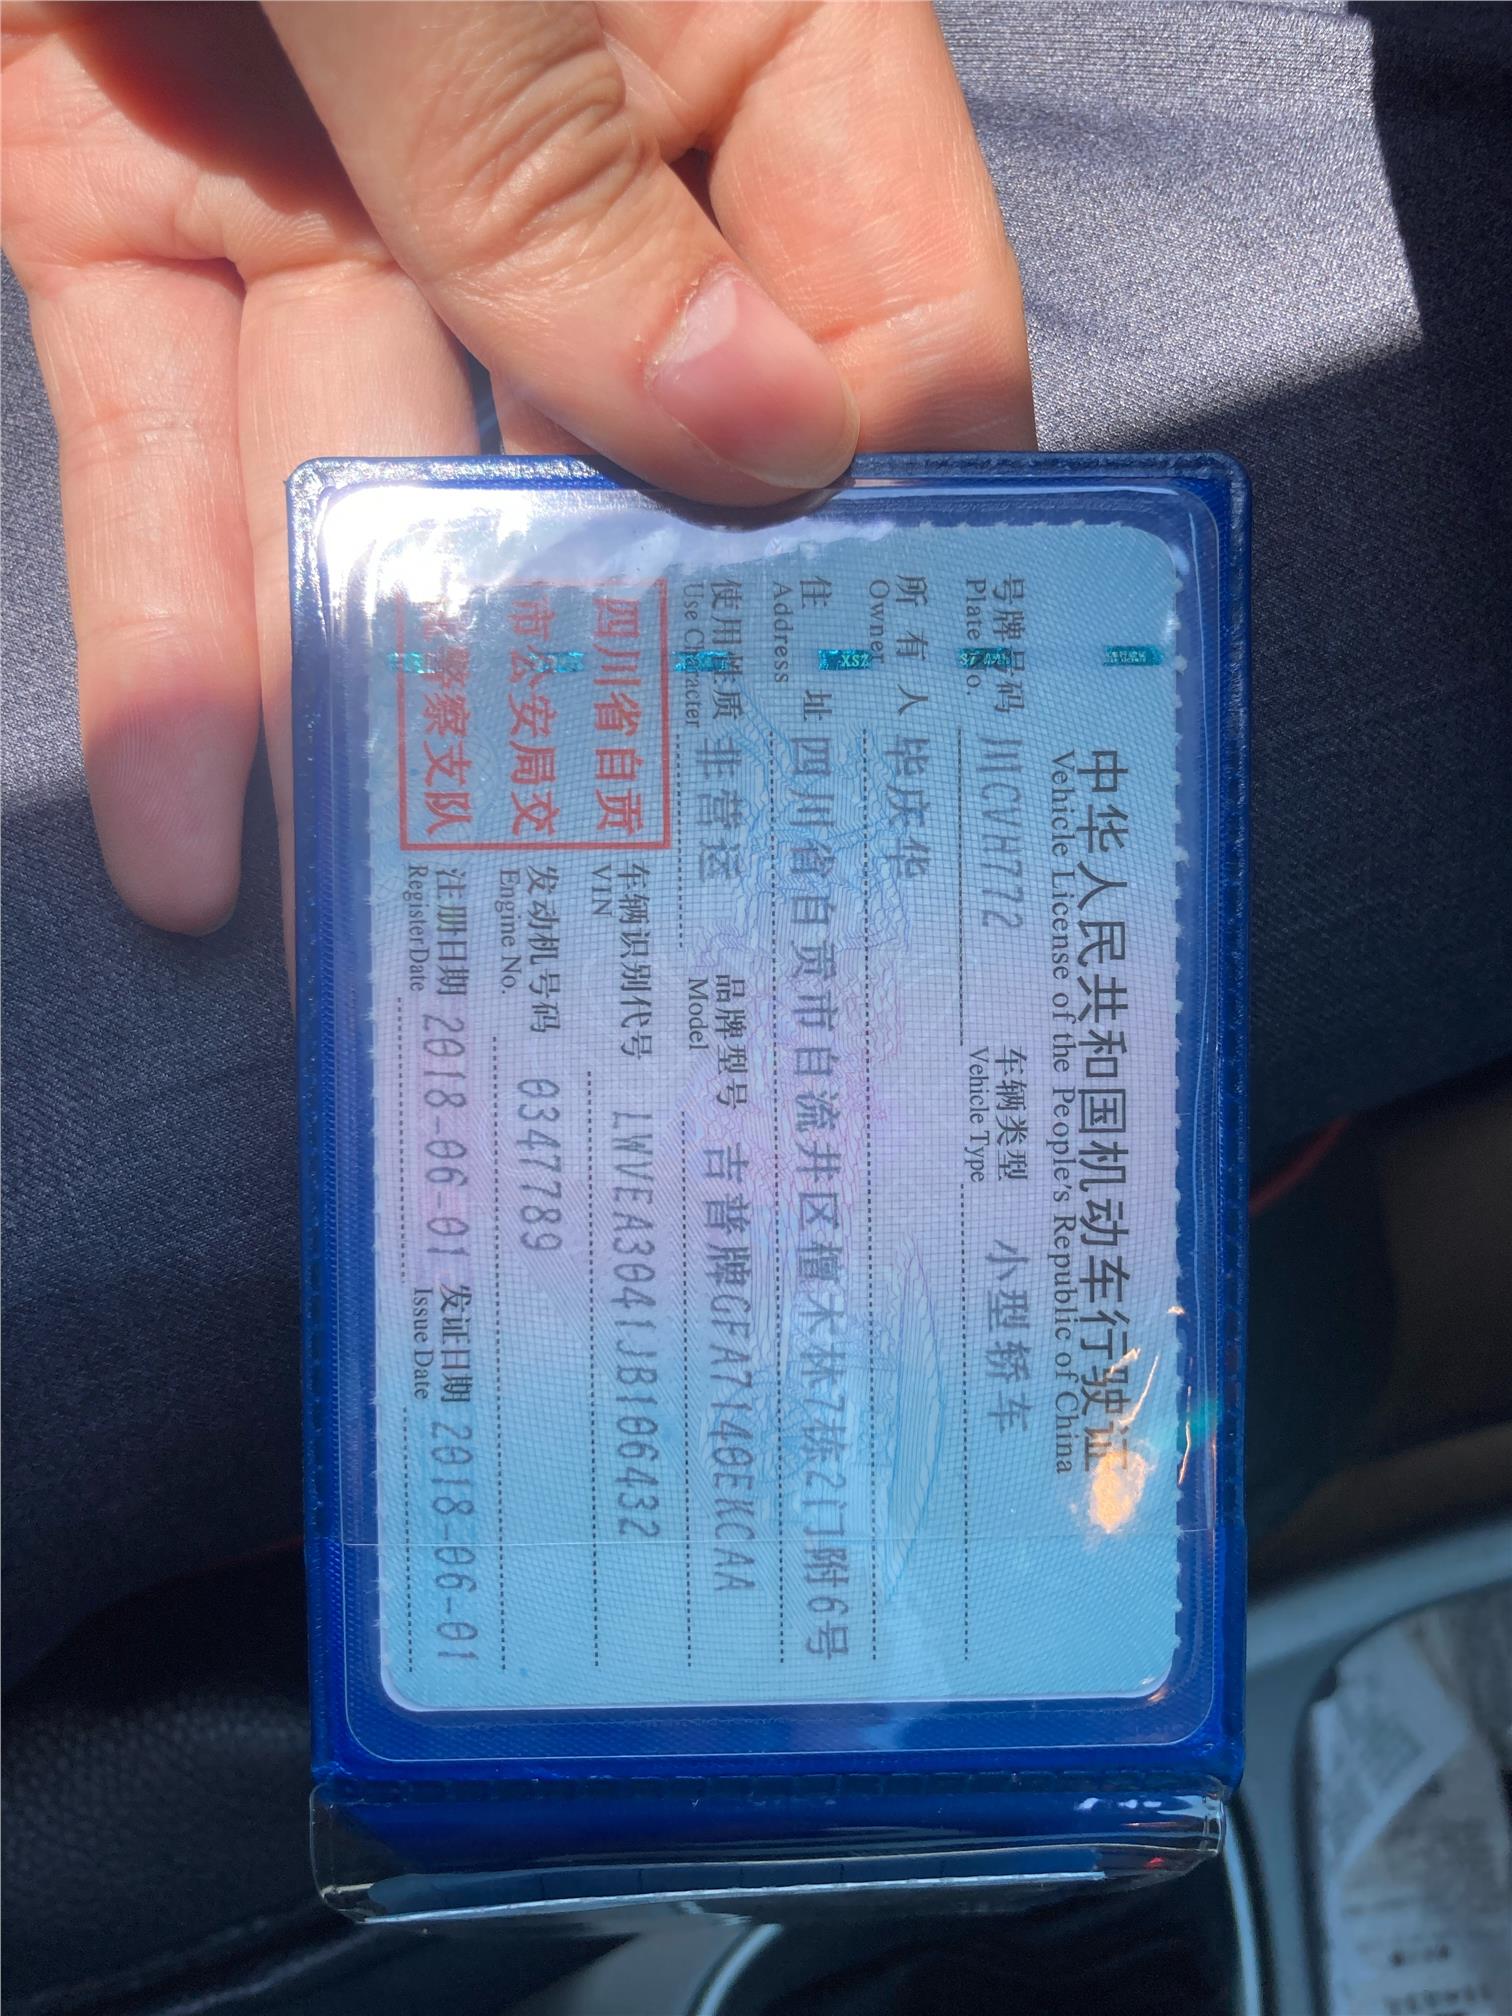 中华人民共和国机动车行驶证
Vehicle License of the People's Republic of China
号牌号码 川CVH772 车辆类型 小型轿车
Plate No. Vehicle Type
所有人 毕庆华
Owner
住址 四川省自贡市自流井区檀木林7栋2门附6号
Address
使用性质 非营运 品牌型号 吉普牌GFA7140EKCAA
Use Character Model
四川省自贡
市公安局交
警察支队
车辆识别代号 LWVEA3041JB106432
VIN
发动机号码 03477789
Engine No.
注册日期 2018-06-01 发证日期 2018-06-01
Register Date Issue Date